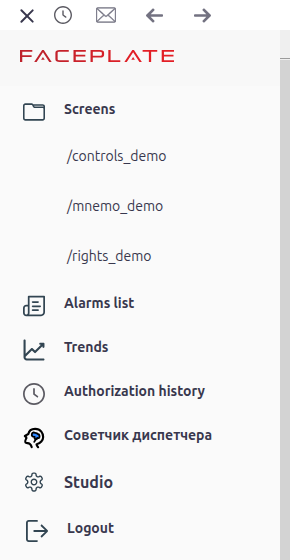 FACEPLATE
Screens
/controls_demo
/mnemo_demo
/rights_demo
Alarms list
Trends
Authorization history
Советчик диспетчера
Studio
Logout